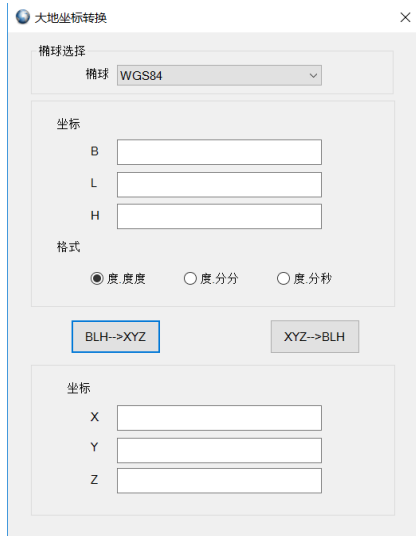 大地坐标转换
椭球选择
椭球 WGS84
坐标
B
L
H
格式
度.度度 度.分分 度.分秒
BLH-->XYZ XYZ-->BLH
坐标
X
Y
Z